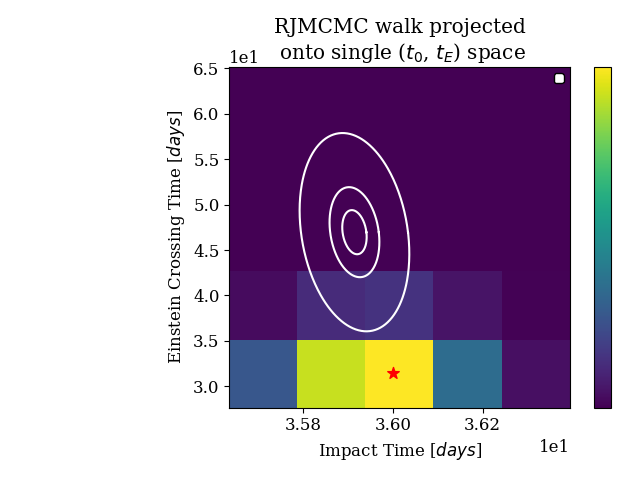 RJMCMC walk projected
onto single (t₀, t_E) space
1e1
6.5
6.0
5.5
5.0
4.5
4.0
3.5
3.0
Einstein Crossing Time [days]
3.58
3.60
3.62
1e1
Impact Time [days]